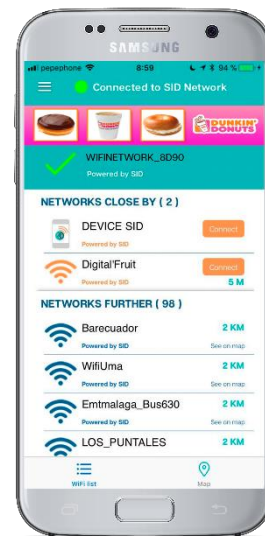 SAMSUNG
pepephone 8:59 94 %
Connected to SID Network
DUNKIN' DONUTS
WIFINETWORK_8D90
Powered by SID
NETWORKS CLOSE BY ( 2 )
DEVICE SID Connect
Powered by SID
Digital'Fruit Connect
Powered by SID 5 M
NETWORKS FURTHER ( 98 )
Barecuador 2 KM
Powered by SID See on map
WifiUma 2 KM
Powered by SID See on map
Emtmalaga_Bus630 2 KM
Powered by SID See on map
LOS_PUNTALES 2 KM
WiFi list Map